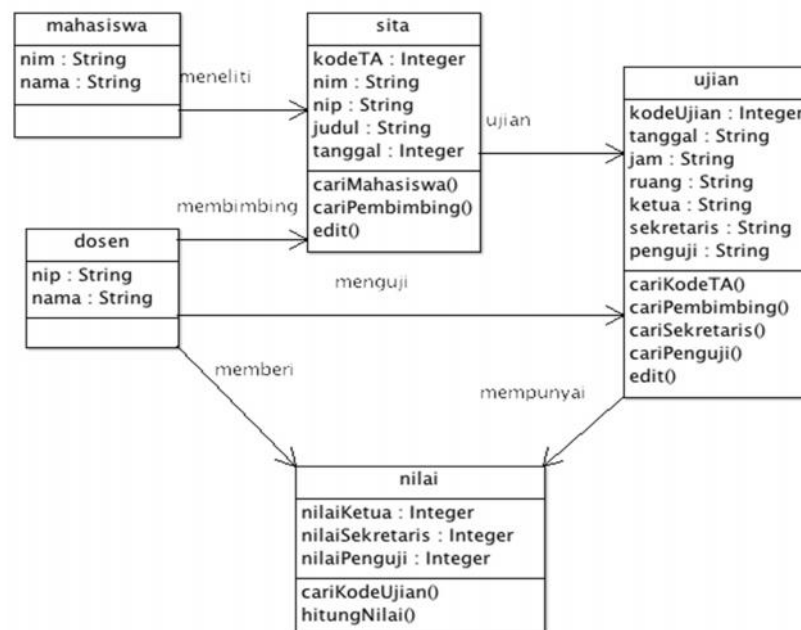 mahasiswa
nim : String
nama : String
meneliti
sita
kodeTA : Integer
nim : String
nip : String
judul : String
tanggal : Integer
cariMahasiswa()
cariPembimbing()
edit()
ujian
ujian
kodeUjian : Integer
tanggal : String
jam : String
ruang : String
ketua : String
sekretaris : String
penguji : String
cariKodeTA()
cariPembimbing()
cariSekretaris()
cariPenguji()
edit()
membimbing
dosen
nip : String
nama : String
menguji
memberi
mempunyai
nilai
nilaiKetua : Integer
nilaiSekretaris : Integer
nilaiPenguji : Integer
cariKodeUjian()
hitungNilai()